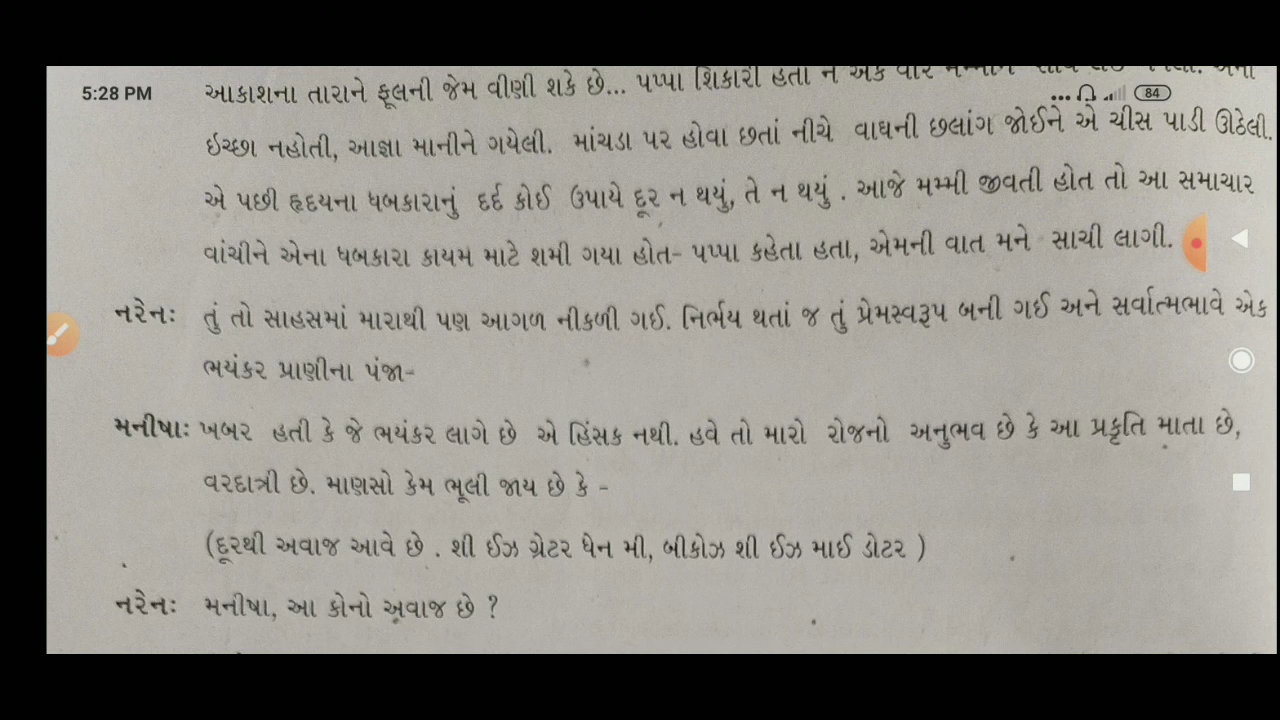 આકાશના તારાને ફૂલની જેમ વીણી શકે છે... પપ્પા શિકારી હતા ને એક વાર
5:28 PM
84
ઇચ્છા નહોતી, આજ્ઞા માનીને ગયેલી. માંચડા પર હોવા છતાં નીચે વાઘની છલાંગ જોઈને એ ચીસ પાડી ઊઠેલી.
એ પછી હૃદયના ધબકારાનું દર્દ કોઈ ઉપાયે દૂર ન થયું, તે ન થયું . આજે મમ્મી જીવતી હોત તો આ સમાચાર
વાંચીને એના ધબકારા કાયમ માટે શમી ગયા હોત- પપ્પા કહેતા હતા, એમની વાત મને સાચી લાગી.
નરેનઃ તું તો સાહસમાં મારાથી પણ આગળ નીકળી ગઈ. નિર્ભય થતાં જ તું પ્રેમસ્વરૂપ બની ગઈ અને સર્વાત્મભાવે એક
ભયંકર પ્રાણીના પંજા-
મનીષાઃ ખબર હતી કે જે ભયંકર લાગે છે એ હિંસક નથી. હવે તો મારો રોજનો અનુભવ છે કે આ પ્રકૃતિ માતા છે,
વરદાત્રી છે. માણસો કેમ ભૂલી જાય છે કે -
(દૂરથી અવાજ આવે છે . શી ઈઝ ગ્રેટર ધેન મી, બીકોઝ શી ઈઝ માઈ ડોટર )
નરેનઃ મનીષા, આ કોનો અવાજ છે ?